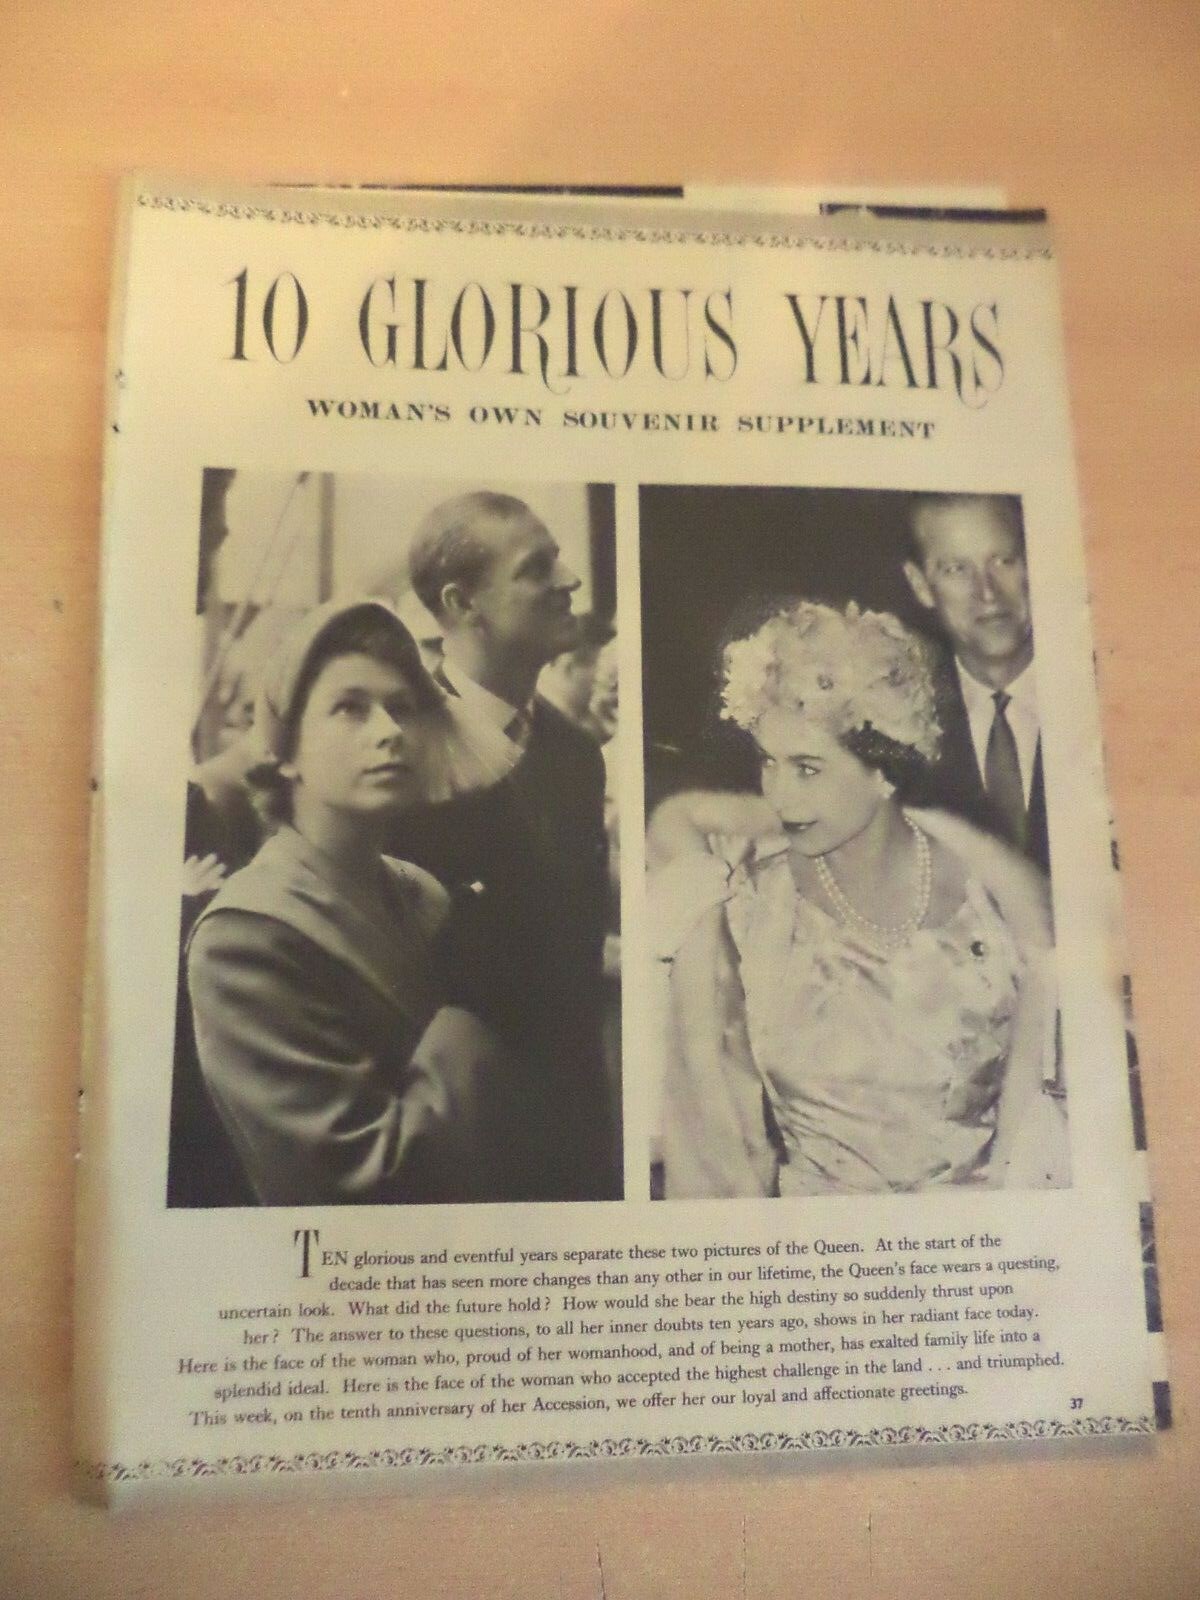 10 GLORIOUS YEARS
WOMAN'S OWN SOUVENIR SUPPLEMENT
TEN glorious and eventful years separate these two pictures of the Queen. At the start of the
decade that has seen more changes than any other in our lifetime, the Queen's face wears a questing,
uncertain look. What did the future hold? How would she bear the high destiny so suddenly thrust upon
her? The answer to these questions, to all her inner doubts ten years ago, shows in her radiant face today.
Here is the face of the woman who, proud of her womanhood, and of being a mother, has exalted family life into a
splendid ideal. Here is the face of the woman who accepted the highest challenge in the land . . . and triumphed.
This week, on the tenth anniversary of her Accession, we offer her our loyal and affectionate greetings.
37